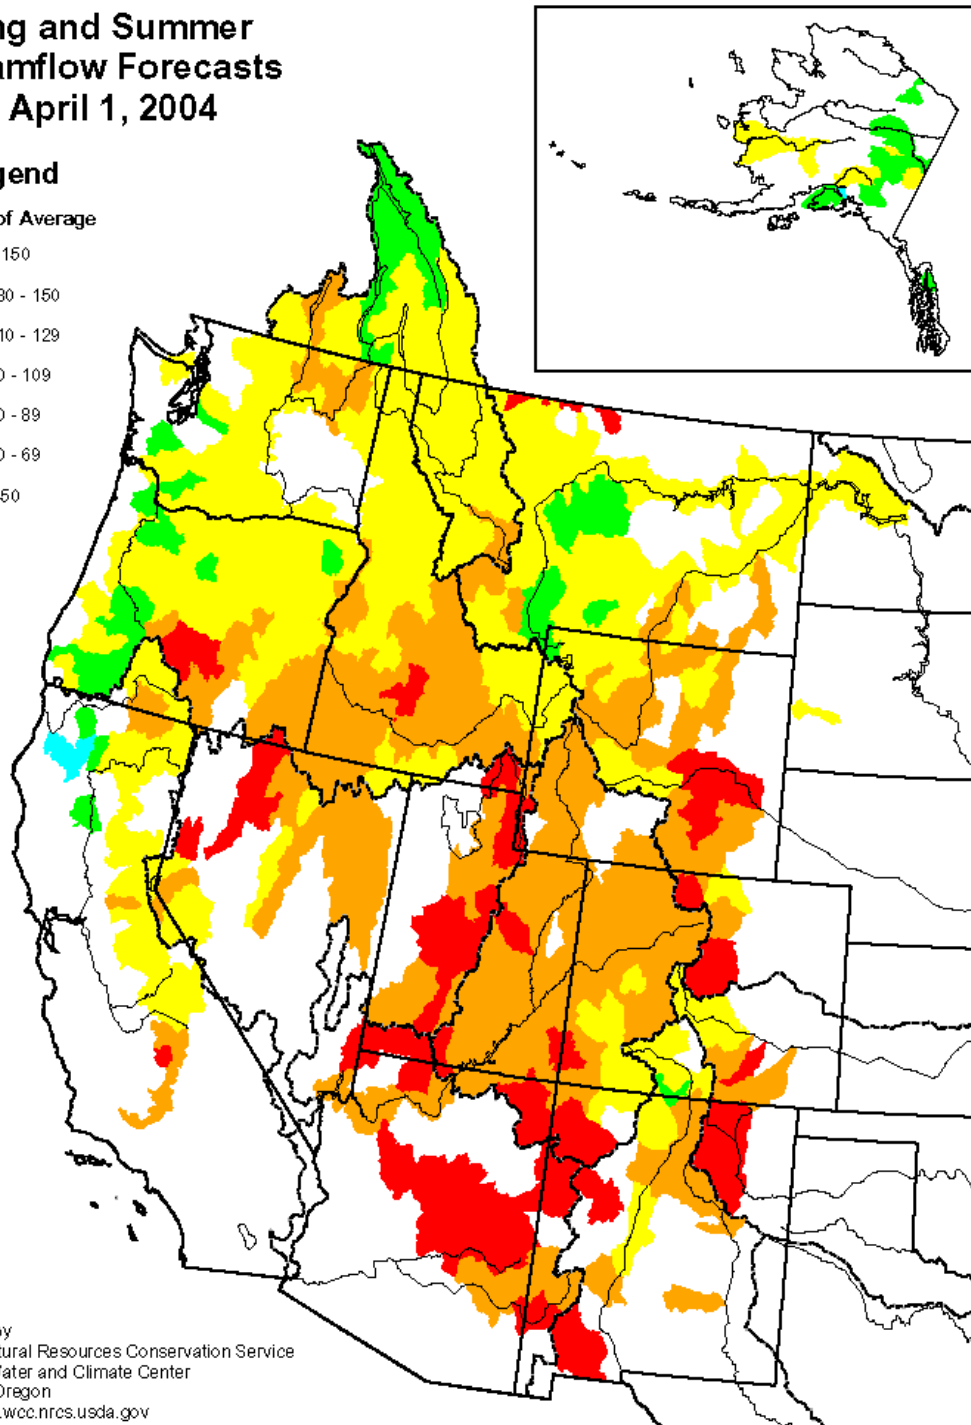 ng and Summer
amflow Forecasts
April 1, 2004
gend
of Average
150
30 - 150
10 - 129
0 - 109
0 - 89
0 - 69
50
by
tural Resources Conservation Service
Water and Climate Center
Oregon
.wcc.nrcs.usda.gov